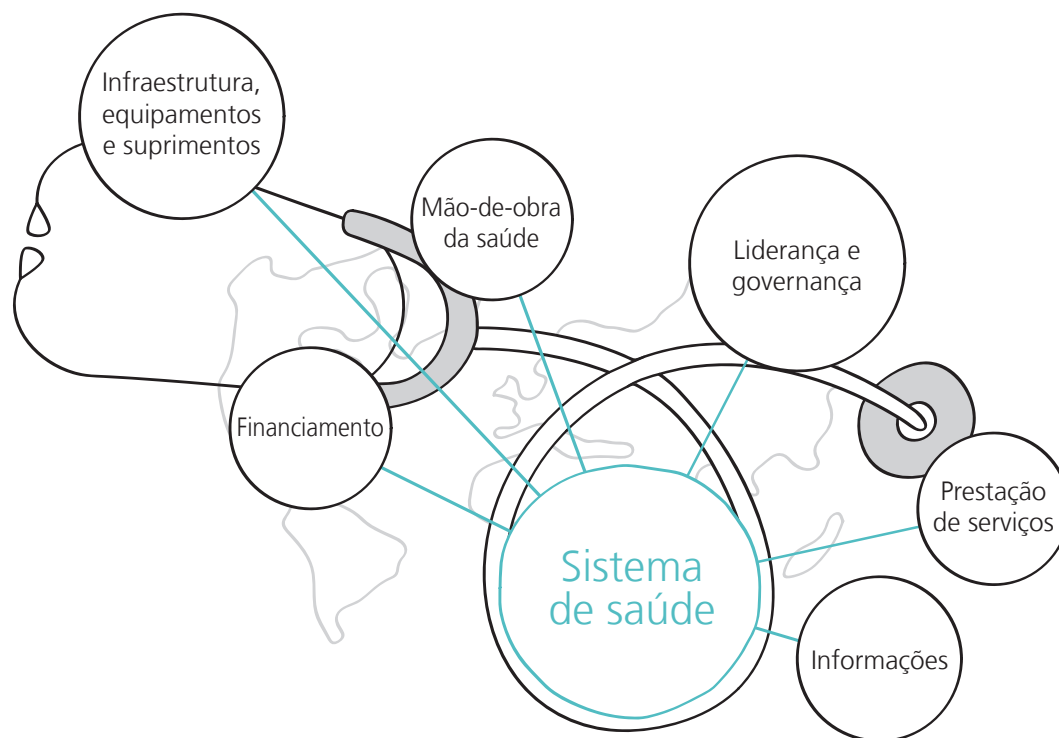 Infraestrutura,
equipamentos
e suprimentos
Mão-de-obra
da saúde
Liderança e
governança
Financiamento
Prestação
de serviços
Sistema
de saúde
Informações